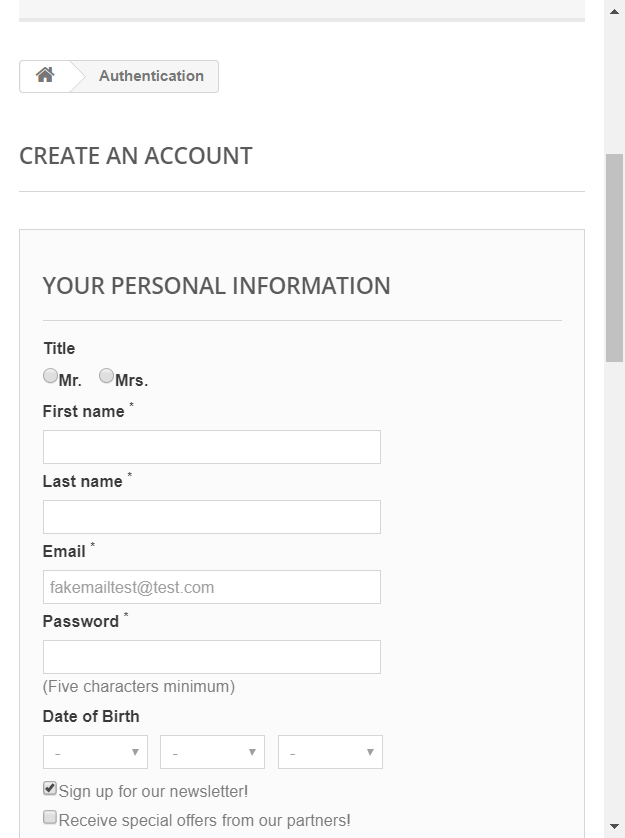 Authentication
CREATE AN ACCOUNT
YOUR PERSONAL INFORMATION
Title
Mr. Mrs.
First name *
Last name *
Email *
fakemailtest@test.com
Password *
(Five characters minimum)
Date of Birth
- - -
Sign up for our newsletter!
Receive special offers from our partners!